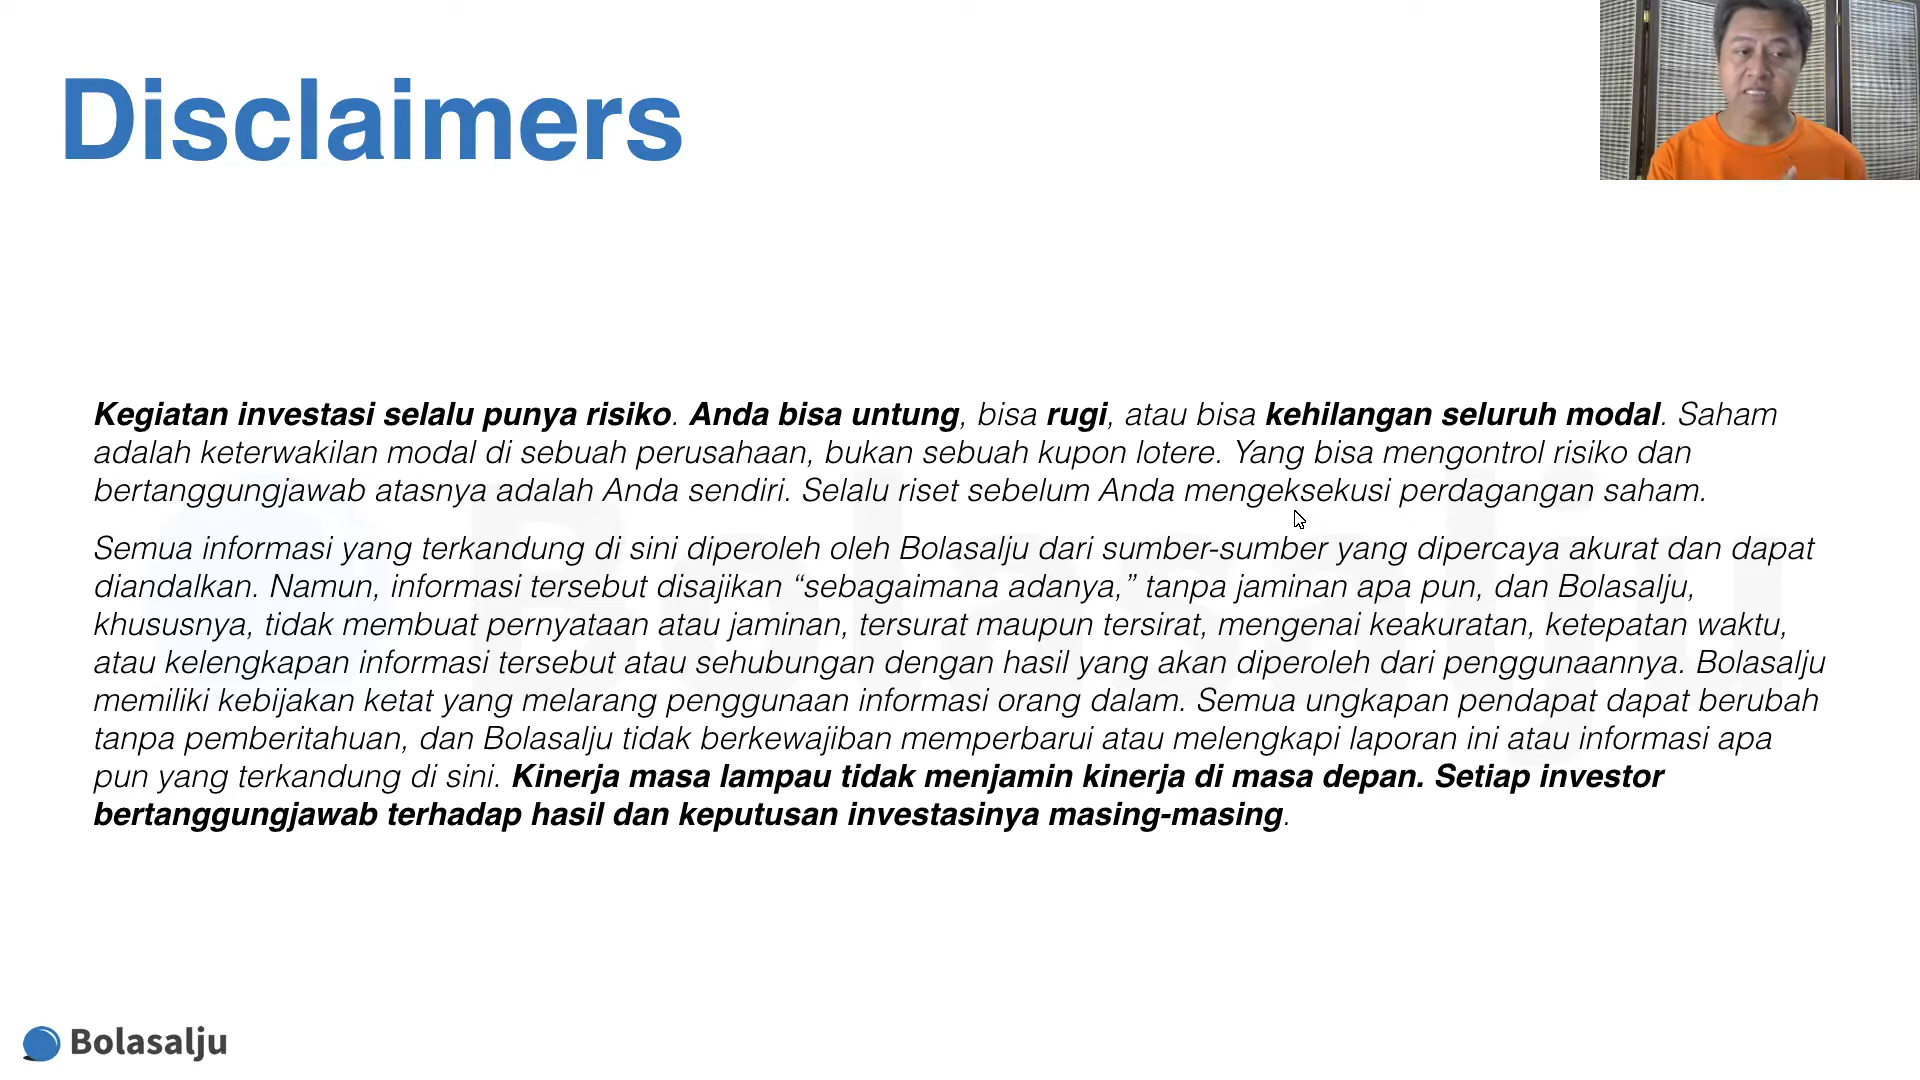 Disclaimers
Kegiatan investasi selalu punya risiko. Anda bisa untung, bisa rugi, atau bisa kehilangan seluruh modal. Saham
adalah keterwakilan modal di sebuah perusahaan, bukan sebuah kupon lotere. Yang bisa mengontrol risiko dan
bertanggungjawab atasnya adalah Anda sendiri. Selalu riset sebelum Anda mengeksekusi perdagangan saham.
Semua informasi yang terkandung di sini diperoleh oleh Bolasalju dari sumber-sumber yang dipercaya akurat dan dapat
diandalkan. Namun, informasi tersebut disajikan “sebagaimana adanya,” tanpa jaminan apa pun, dan Bolasalju,
khususnya, tidak membuat pernyataan atau jaminan, tersurat maupun tersirat, mengenai keakuratan, ketepatan waktu,
atau kelengkapan informasi tersebut atau sehubungan dengan hasil yang akan diperoleh dari penggunaannya. Bolasalju
memiliki kebijakan ketat yang melarang penggunaan informasi orang dalam. Semua ungkapan pendapat dapat berubah
tanpa pemberitahuan, dan Bolasalju tidak berkewajiban memperbarui atau melengkapi laporan ini atau informasi apa
pun yang terkandung di sini. Kinerja masa lampau tidak menjamin kinerja di masa depan. Setiap investor
bertanggungjawab terhadap hasil dan keputusan investasinya masing-masing.
Bolasalju